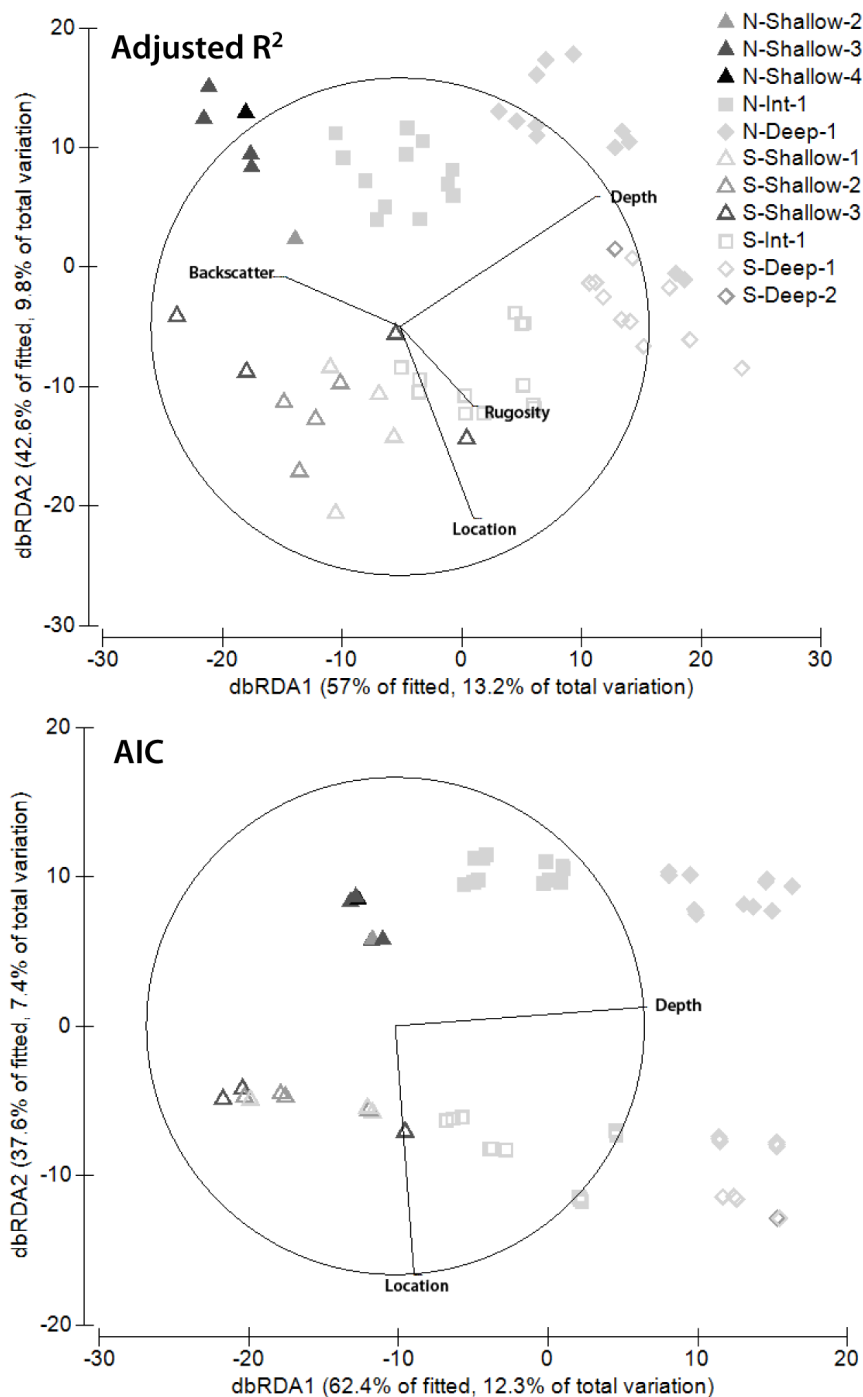 Adjusted R²
N-Shallow-2
N-Shallow-3
N-Shallow-4
N-Int-1
N-Deep-1
S-Shallow-1
S-Shallow-2
S-Shallow-3
S-Int-1
S-Deep-1
S-Deep-2
20
10
0
-10
-20
-30
dbRDA2 (42.6% of fitted, 9.8% of total variation)
Depth
Backscatter
Rugosity
Location
-30
-20
-10
0
10
20
30
dbRDA1 (57% of fitted, 13.2% of total variation)
AIC
20
10
0
-10
-20
dbRDA2 (37.6% of fitted, 7.4% of total variation)
Depth
Location
-30
-20
-10
0
10
20
dbRDA1 (62.4% of fitted, 12.3% of total variation)